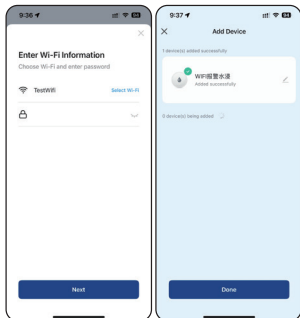 9:36
94
Enter Wi-Fi Information
Choose Wi-Fi and enter password
TestWifi
Select Wi-Fi
Next
9:37
94
Add Device
1 device(s) added successfully
WIFI报警水浸
Added successfully
0 device(s) being added
Done